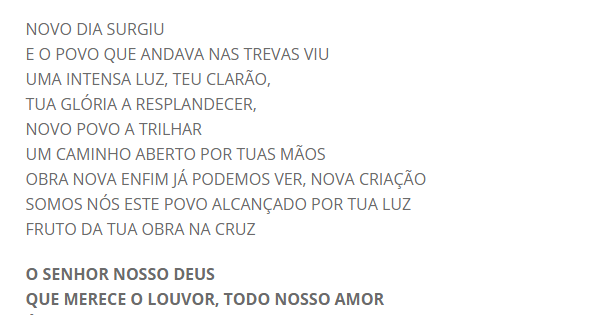 NOVO DIA SURGIU
E O POVO QUE ANDAVA NAS TREVAS VIU
UMA INTENSA LUZ, TEU CLARÃO,
TUA GLÓRIA A RESPLANDECER,
NOVO POVO A TRILHAR
UM CAMINHO ABERTO POR TUAS MÃOS
OBRA NOVA ENFIM JÁ PODEMOS VER, NOVA CRIAÇÃO
SOMOS NÓS ESTE POVO ALCANÇADO POR TUA LUZ
FRUTO DA TUA OBRA NA CRUZ
O SENHOR NOSSO DEUS
QUE MERECE O LOUVOR, TODO NOSSO AMOR